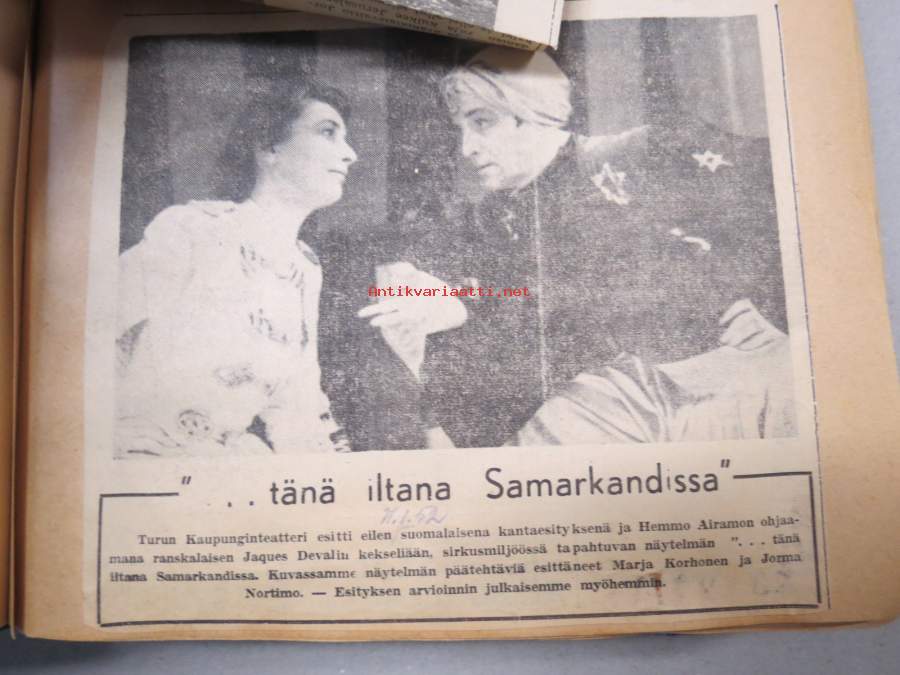 Antikvariaatti.net
". . . tänä iltana Samarkandissa"
Turun Kaupunginteatteri esitti eilen suomalaisena kantaesityksenä ja Hemmo Airamon ohjaa-
mana ranskalaisen Jaques Devalin kekseliään, sirkusmiljöössä tapahtuvan näytelmän ". . . tänä
iltana Samarkandissa. Kuvassamme näytelmän päätehtäviä esittäneet Marja Korhonen ja Jorma
Nortimo. — Esityksen arvioinnin julkaisemme myöhemmin.